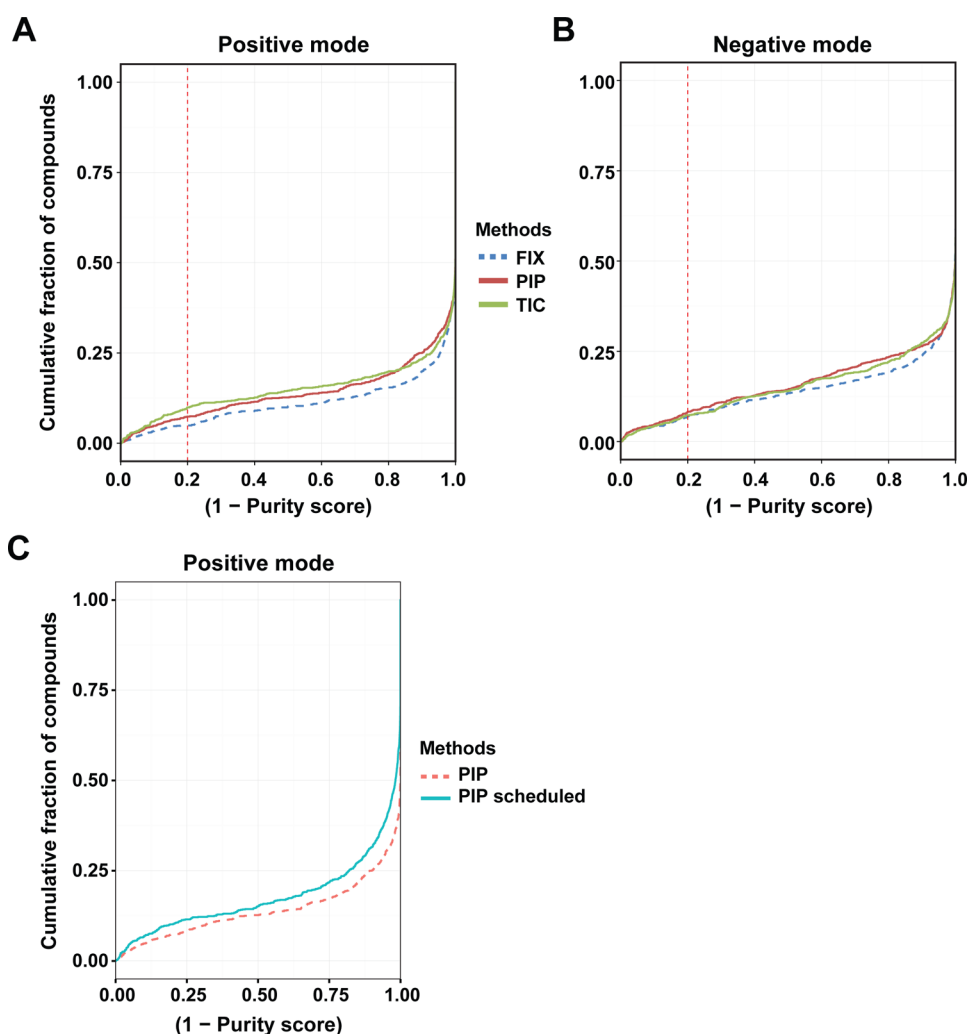 A
Positive mode
Cumulative fraction of compounds
1.00
0.75
0.50
0.25
0.00
0.0 0.2 0.4 0.6 0.8 1.0
(1 − Purity score)
Methods
FIX
PIP
TIC
B
Negative mode
1.00
0.75
0.50
0.25
0.00
0.0 0.2 0.4 0.6 0.8 1.0
(1 − Purity score)
C
Positive mode
Cumulative fraction of compounds
1.00
0.75
0.50
0.25
0.00
0.00 0.25 0.50 0.75 1.00
(1 − Purity score)
Methods
PIP
PIP scheduled